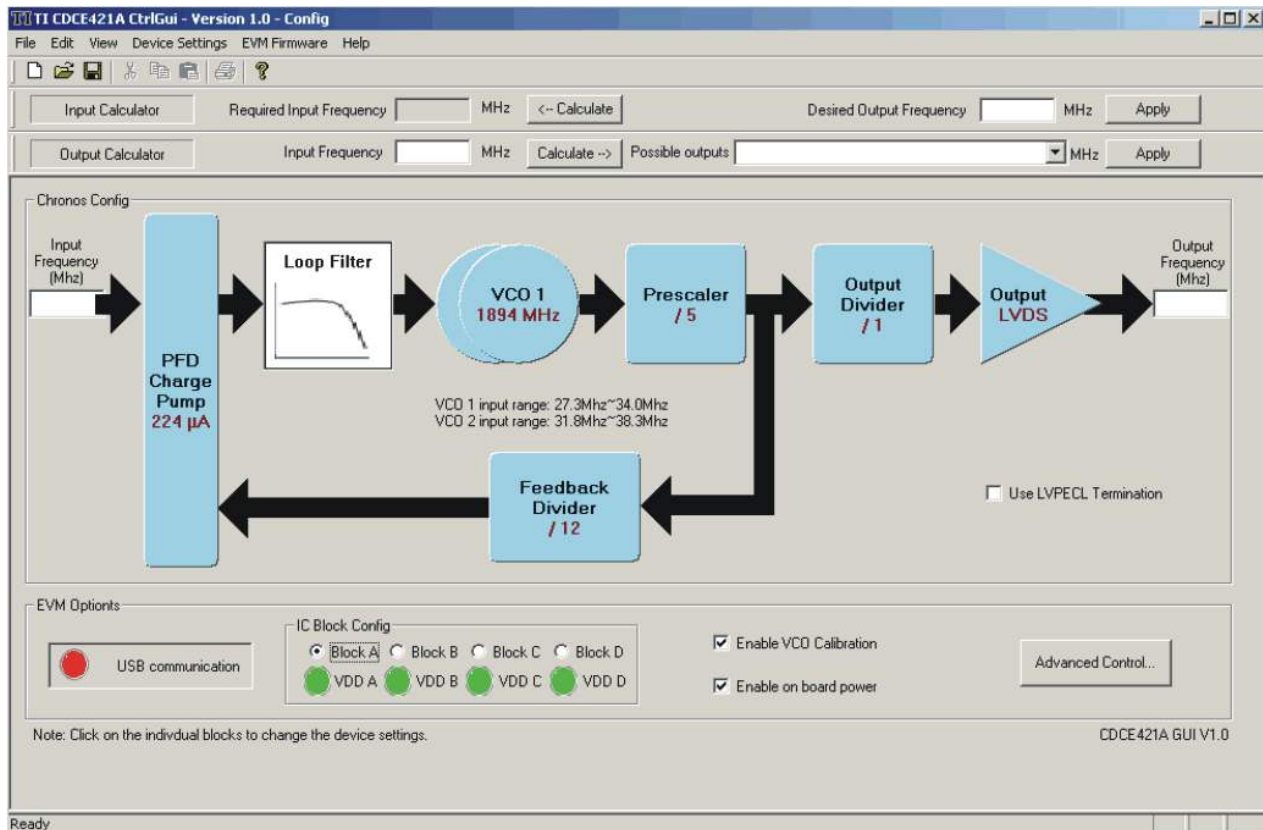 TI TI CDCE421A CtrlGui - Version 1.0 - Config
File Edit View Device Settings EVM Firmware Help
Input Calculator Required Input Frequency MHz <-- Calculate Desired Output Frequency MHz Apply
Output Calculator Input Frequency MHz Calculate --> Possible outputs MHz Apply
Chronos Config
Input
Frequency
(Mhz)
PFD
Charge
Pump
224 µA
Loop Filter
VCO 1
1894 MHz
Prescaler
/ 5
Output
Divider
/ 1
Output
LVDS
Output
Frequency
(Mhz)
VCO 1 input range: 27.3Mhz~34.0Mhz
VCO 2 input range: 31.8Mhz~38.3Mhz
Feedback
Divider
/ 12
Use LVPECL Termination
EVM Optionts
USB communication
IC Block Config
Block A Block B Block C Block D
VDD A VDD B VDD C VDD D
Enable VCO Calibration
Enable on board power
Advanced Control...
Note: Click on the indivdual blocks to change the device settings.
CDCE421A GUI V1.0
Ready